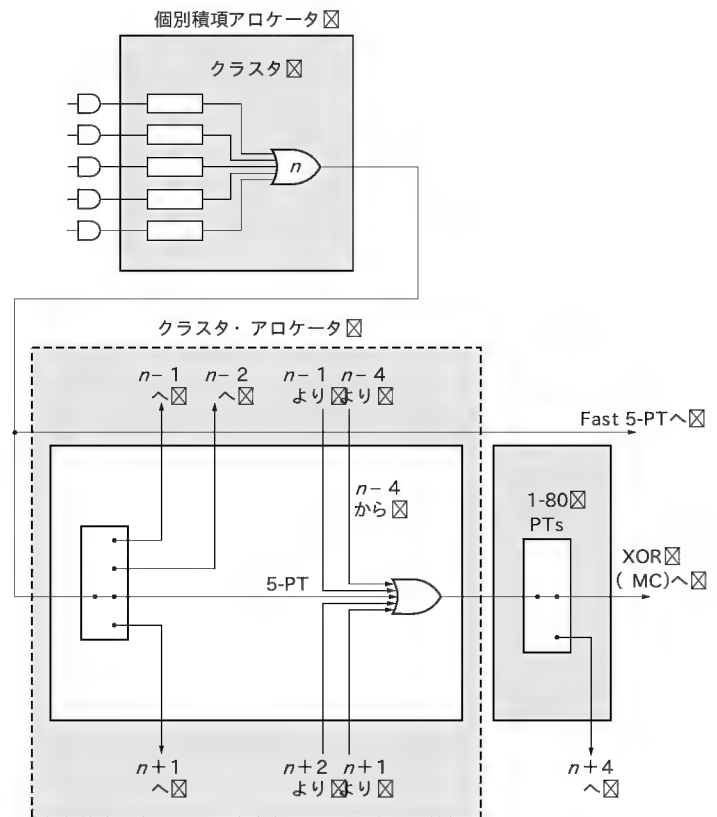 個別積項アロケータ
クラスタ
n
クラスタ・アロケータ
n- 1
へ
n- 2
へ
n- 1
より
n- 4
より
Fast 5-PTへ
n- 4
から
1-80
PTs
5-PT
XOR
( MC)へ
n+ 1
へ
n+ 2
より
n+ 1
より
n+ 4
へ